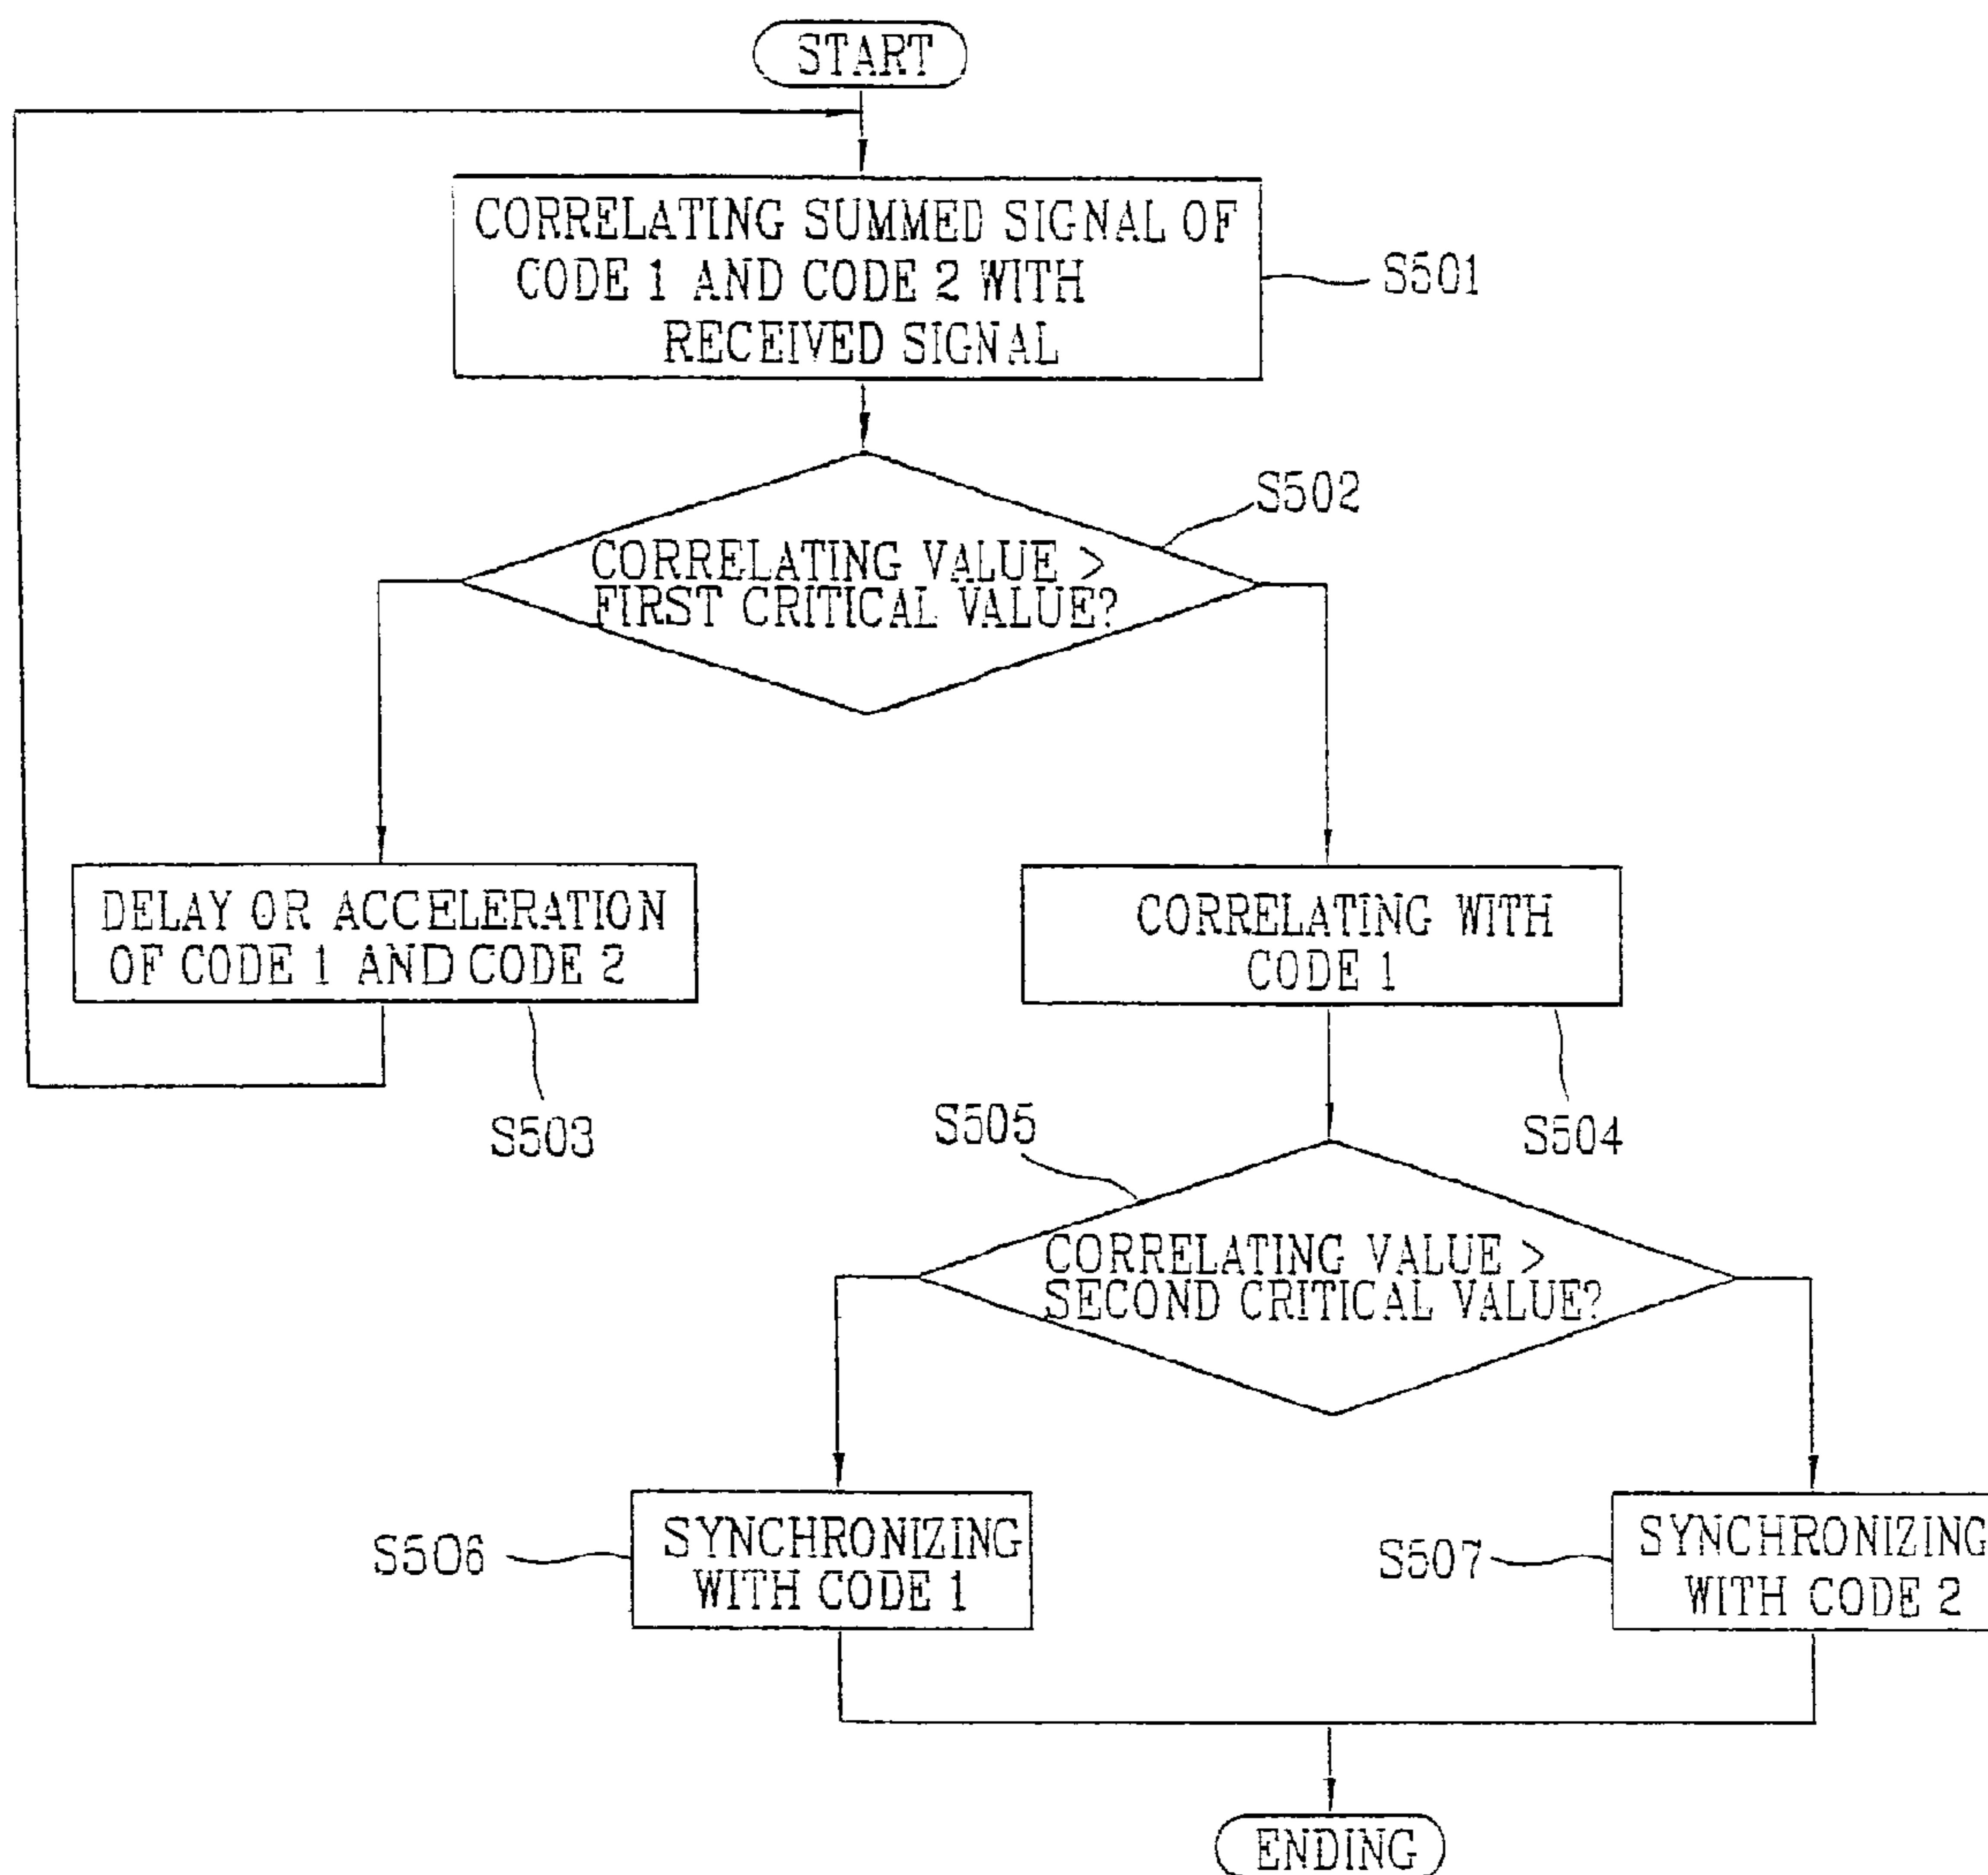 START
CORRELATING SUMMED SIGNAL OF
CODE 1 AND CODE 2 WITH
RECEIVED SIGNAL
S501
S502
CORRELATING VALUE >
FIRST CRITICAL VALUE?
DELAY OR ACCELERATION
OF CODE 1 AND CODE 2
S503
CORRELATING WITH
CODE 1
S504
S505
CORRELATING VALUE >
SECOND CRITICAL VALUE?
S506
SYNCHRONIZING
WITH CODE 1
S507
SYNCHRONIZING
WITH CODE 2
ENDING